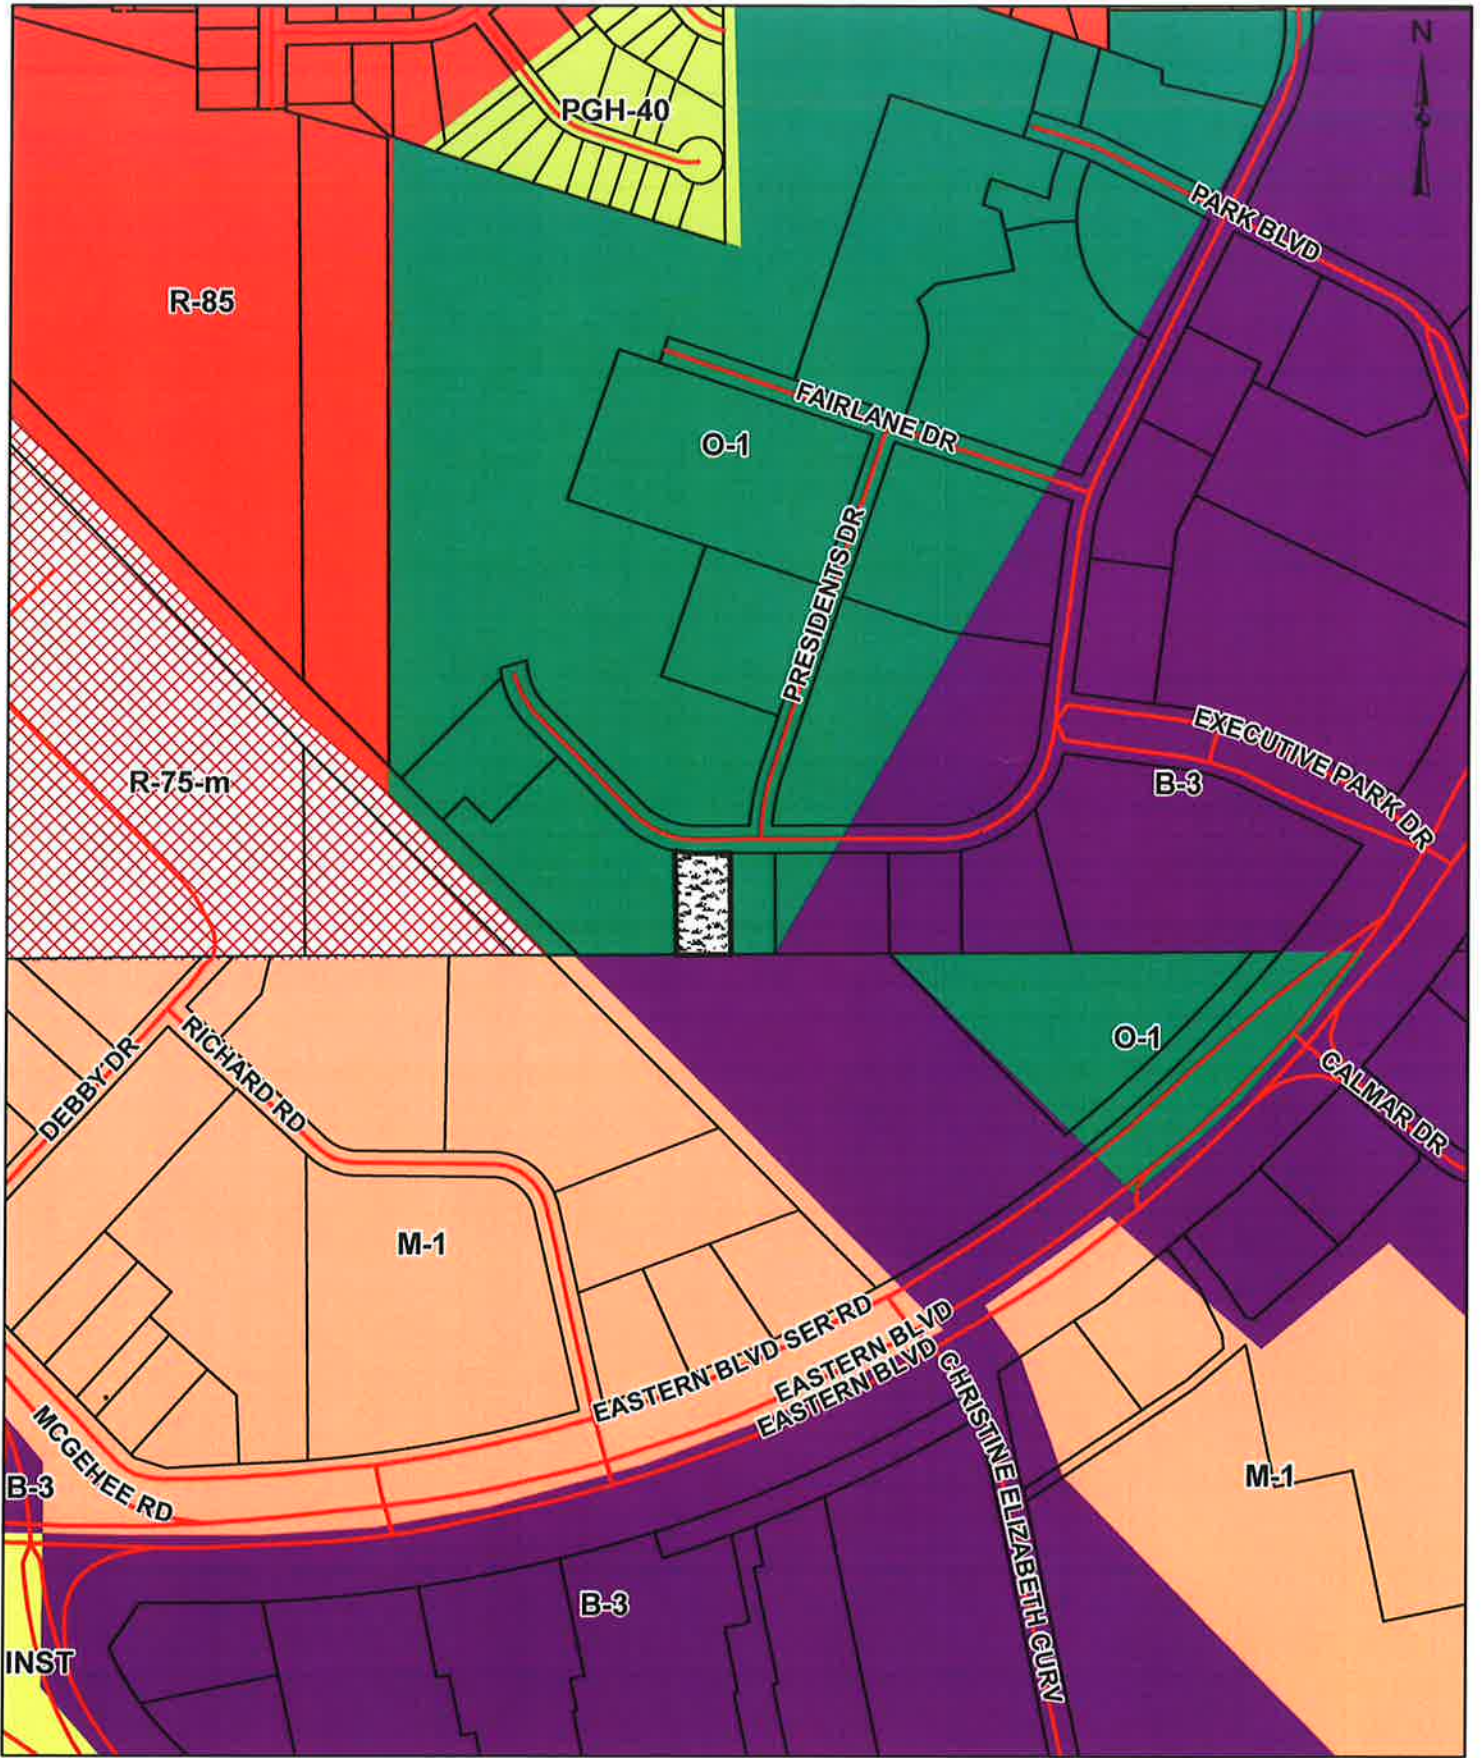 N
PGH-40
PARK BLVD
R-85
FAIRLANE DR
O-1
PRESIDENTS DR
EXECUTIVE PARK DR
R-75-m
B-3
O-1
CALMAR DR
DEBBY DR
RICHARD RD
M-1
EASTERN BLVD SER RD
EASTERN BLVD
EASTERN BLVD
CHRISTINE ELIZABETH CURV
MCGEHEE RD
B-3
M-1
B-3
INST